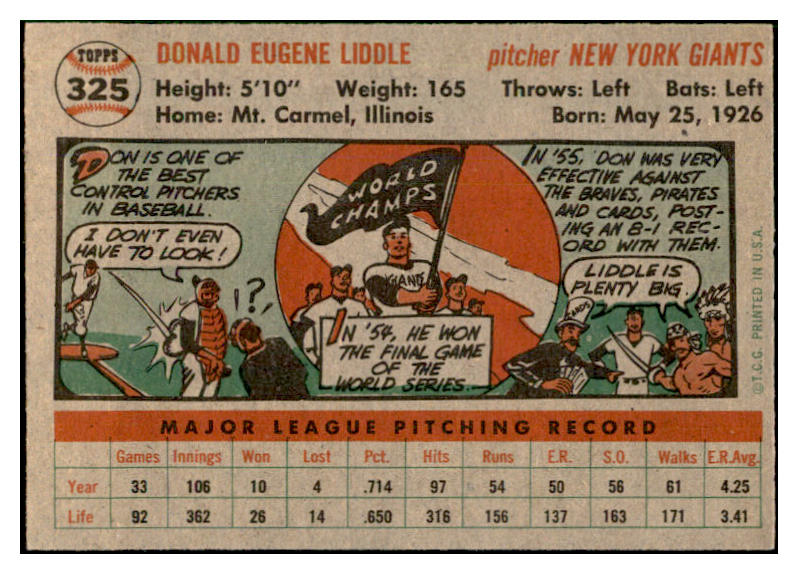 TOPPS
325
DONALD EUGENE LIDDLE
pitcher NEW YORK GIANTS
Height: 5'10" Weight: 165 Throws: Left Bats: Left
Home: Mt. Carmel, Illinois Born: May 25, 1926
DON IS ONE OF
THE BEST
CONTROL PITCHERS
IN BASEBALL.
I DON'T EVEN
HAVE TO LOOK!
!?
WORLD
CHAMPS
GIANTS
IN '54, HE WON
THE FINAL GAME
OF THE
WORLD SERIES.
IN '55, DON WAS VERY
EFFECTIVE AGAINST
THE BRAVES, PIRATES
AND CARDS, POST-
ING AN 8-1 REC-
ORD WITH THEM.
LIDDLE IS
PLENTY BIG.
CARDS
© T.C.G. PRINTED IN U.S.A.
MAJOR LEAGUE PITCHING RECORD
Games Innings Won Lost Pct. Hits Runs E.R. S.O. Walks E.R.Avg.
Year 33 106 10 4 .714 97 54 50 56 61 4.25
Life 92 362 26 14 .650 316 156 137 163 171 3.41